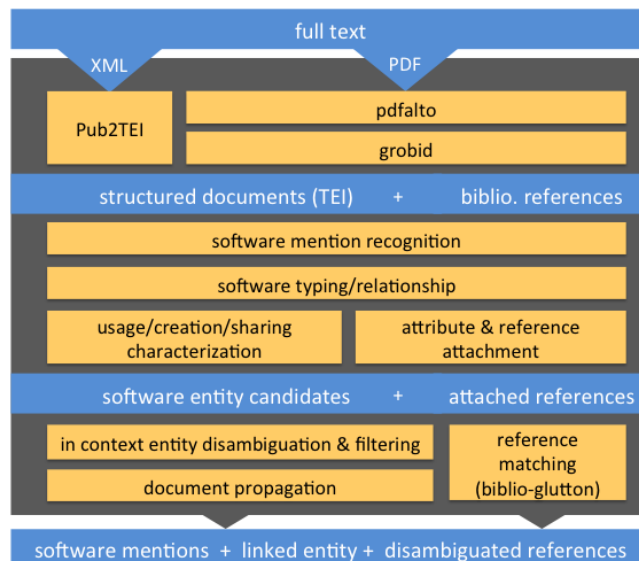 full text
XML
PDF
Pub2TEI
pdfalto
grobid
structured documents (TEI) + biblio. references
software mention recognition
software typing/relationship
usage/creation/sharing
characterization
attribute & reference
attachment
software entity candidates + attached references
in context entity disambiguation & filtering
document propagation
reference
matching
(biblio-glutton)
software mentions + linked entity + disambiguated references